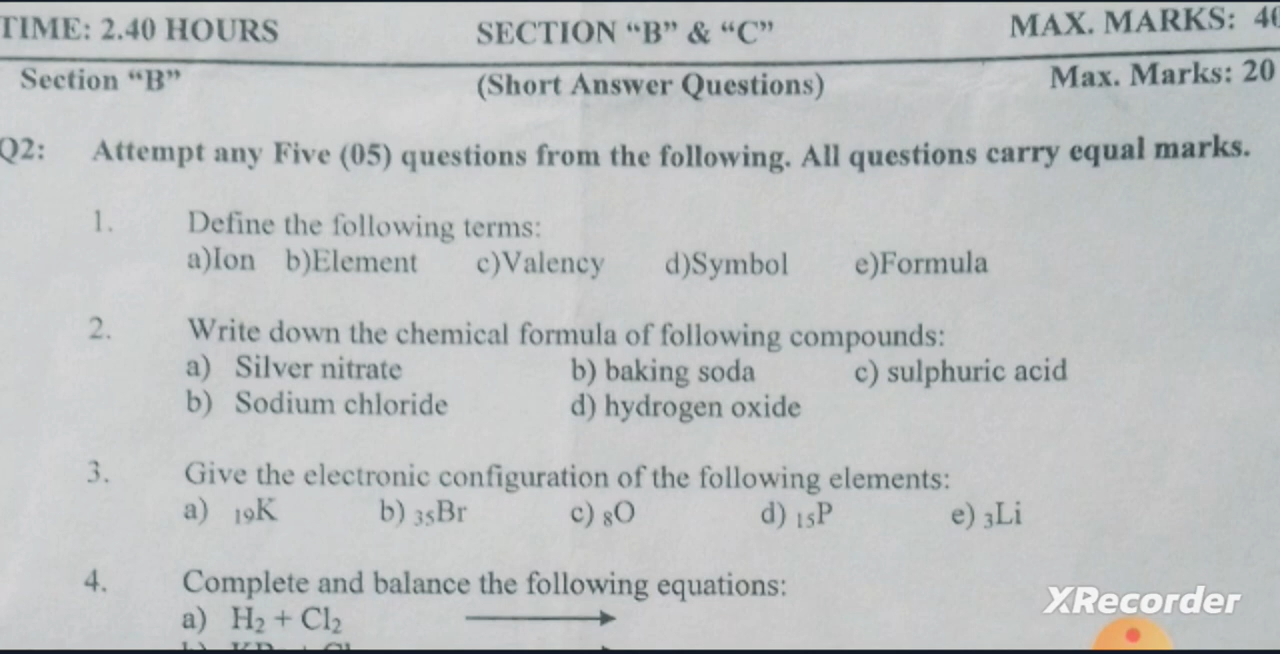 TIME: 2.40 HOURS SECTION “B” & “C” MAX. MARKS:
Section “B” (Short Answer Questions) Max. Marks: 20
Q2: Attempt any Five (05) questions from the following. All questions carry equal marks.
1. Define the following terms:
a)Ion b)Element c)Valency d)Symbol e)Formula
2. Write down the chemical formula of following compounds:
a) Silver nitrate b) baking soda c) sulphuric acid
b) Sodium chloride d) hydrogen oxide
3. Give the electronic configuration of the following elements:
a) ₁₉K b) ₃₅Br c) ₈O d) ₁₅P e) ₃Li
4. Complete and balance the following equations:
a) H₂ + Cl₂ ⟶
XRecorder